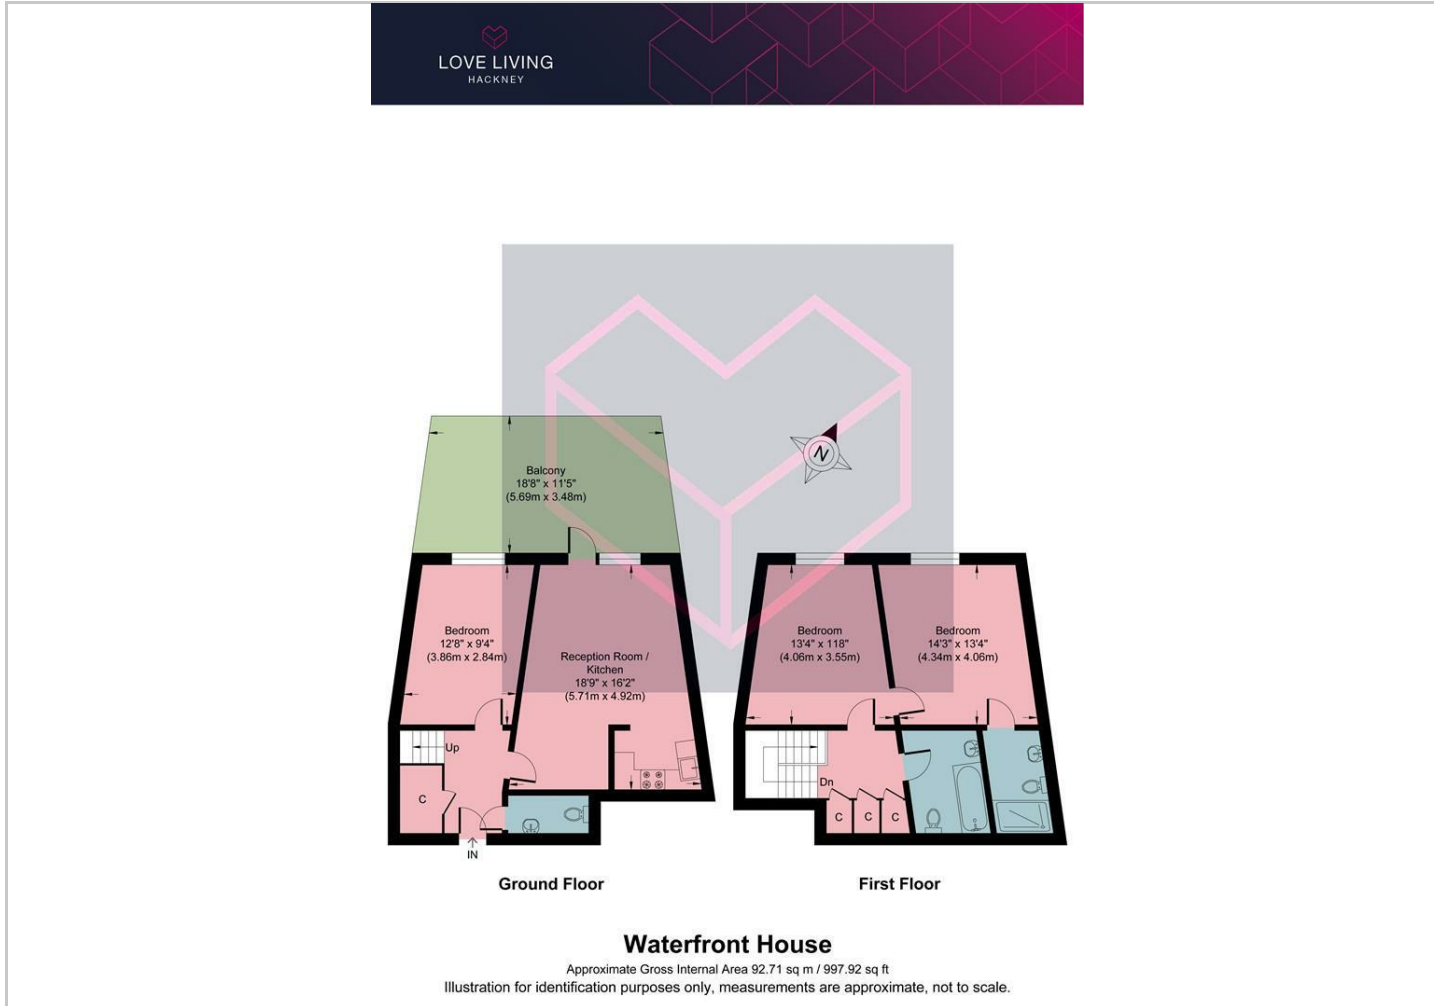 LOVE LIVING
HACKNEY
N
Balcony
18'8" x 11'5"
(5.69m x 3.48m)
Bedroom
12'8" x 9'4"
(3.86m x 2.84m)
Reception Room /
Kitchen
18'9" x 16'2"
(5.71m x 4.92m)
Up
C
IN
Ground Floor
Bedroom
13'4" x 118"
(4.06m x 3.55m)
Bedroom
14'3" x 13'4"
(4.34m x 4.06m)
Dn
C C C
First Floor
Waterfront House
Approximate Gross Internal Area 92.71 sq m / 997.92 sq ft
Illustration for identification purposes only, measurements are approximate, not to scale.